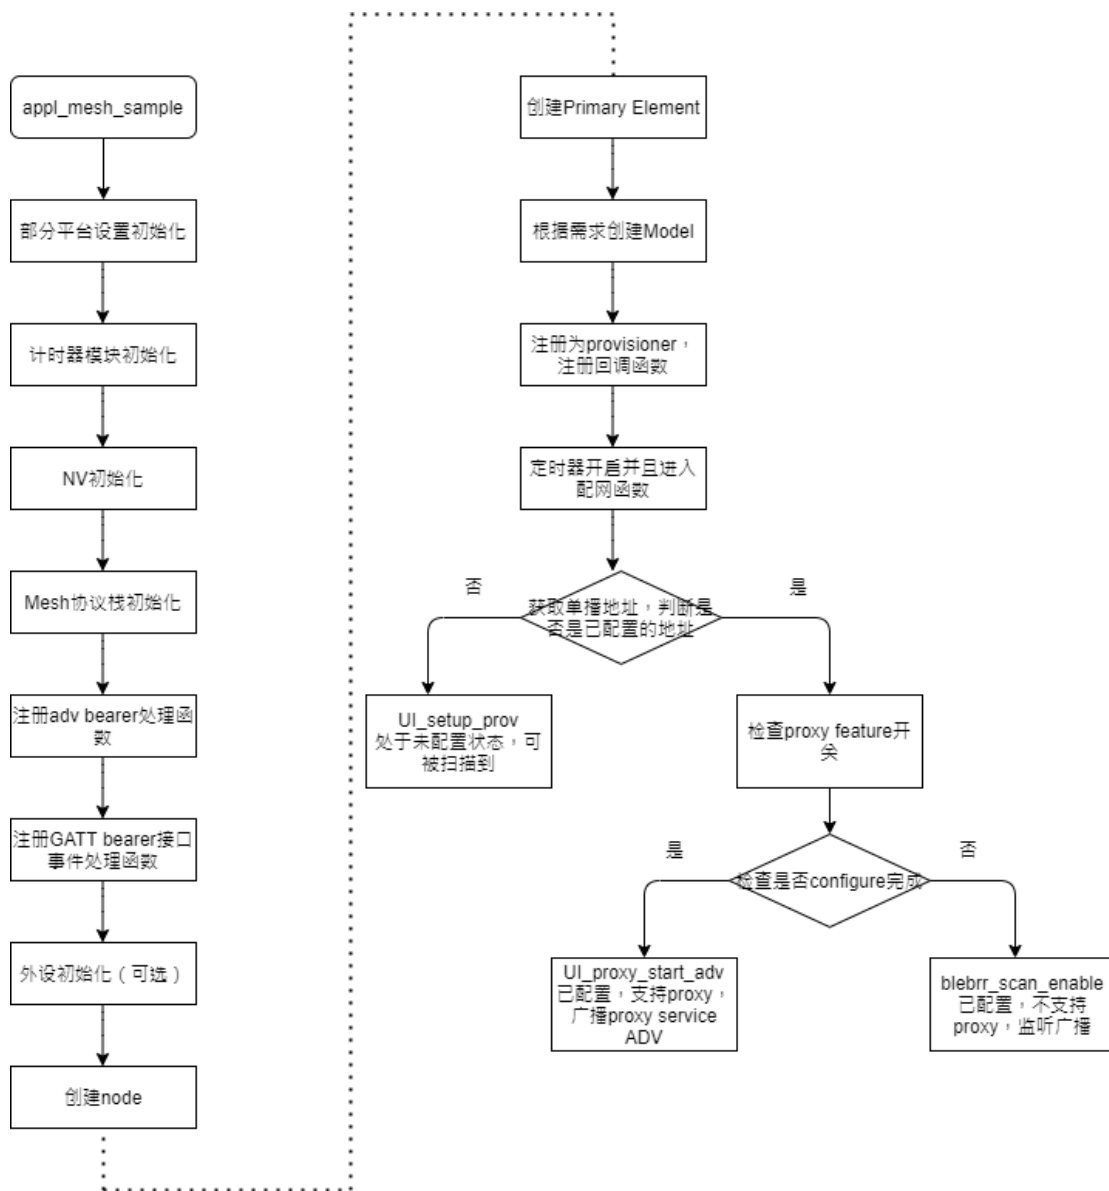 appl_mesh_sample
部分平台设置初始化
计时器模块初始化
NV初始化
Mesh协议栈初始化
注册adv bearer处理函
数
注册GATT bearer接口
事件处理函数
外设初始化（可选）
创建node
创建Primary Element
根据需求创建Model
注册为provisioner，
注册回调函数
定时器开启并且进入
配网函数
获取单播地址，判断是
否是已配置的地址
否
是
UI_setup_prov
处于未配置状态，可
被扫描到
检查proxy feature开
关
检查是否configure完成
是
否
UI_proxy_start_adv
已配置，支持proxy，
广播proxy service
ADV
blebrr_scan_enable
已配置，不支持
proxy，监听广播